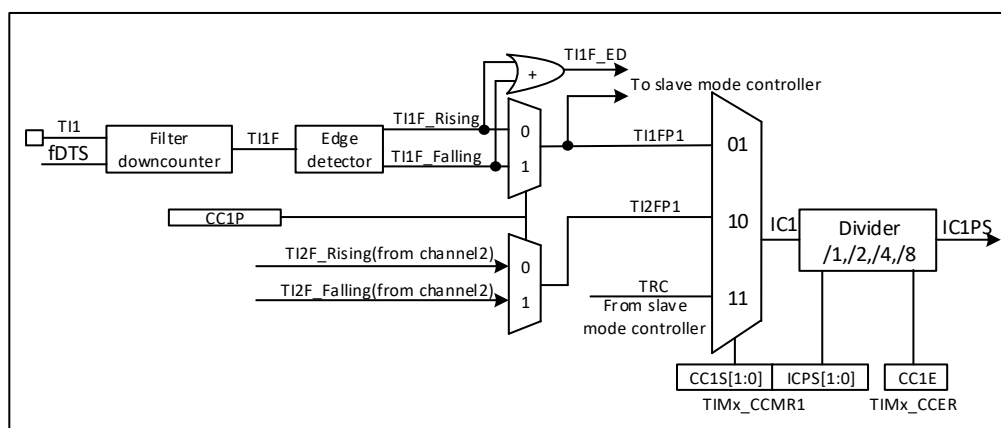 TI1F_ED
To slave mode controller
TI1
fDTS
Filter
downcounter
TI1F
Edge
detector
TI1F_Rising
TI1F_Falling
+
0
1
TI1FP1
01
CC1P
TI2FP1
10
IC1
Divider
/1,/2,/4,/8
IC1PS
TI2F_Rising(from channel2)
TI2F_Falling(from channel2)
0
1
TRC
From slave
mode controller
11
CC1S[1:0]
ICPS[1:0]
CC1E
TIMx_CCMR1
TIMx_CCER